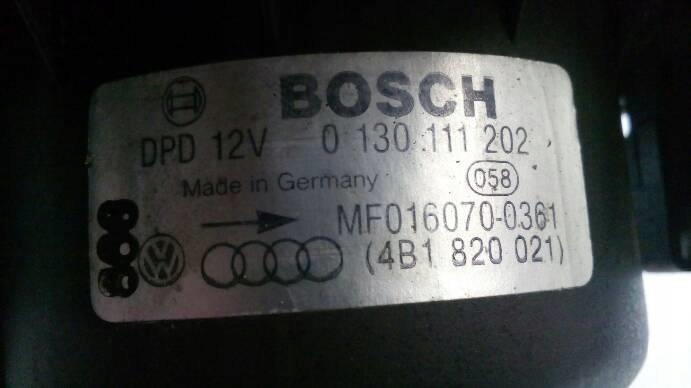 BOSCH
DPD 12V 0 130 111 202
Made in Germany 058
MF016070-0361
(4B1 820 021)